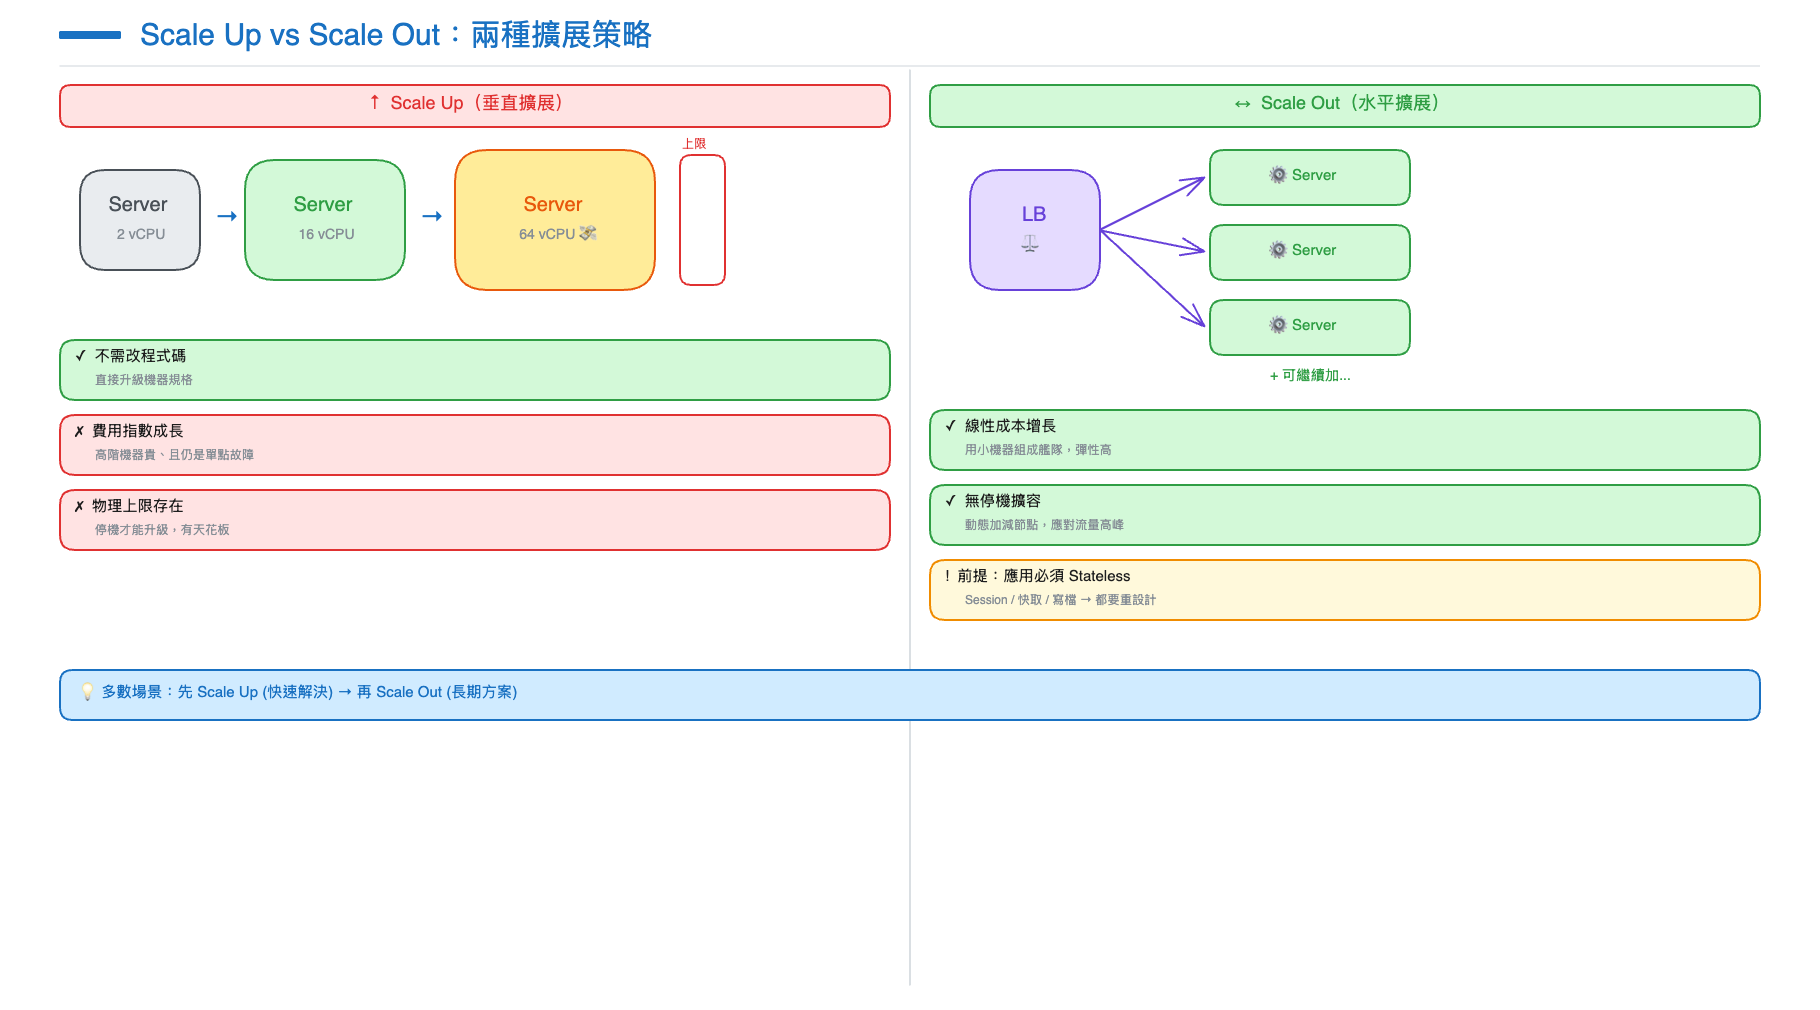 Scale Up vs Scale Out：兩種擴展策略
↑ Scale Up（垂直擴展）
上限
Server
2 vCPU
→
Server
16 vCPU
→
Server
64 vCPU 💸
✓ 不需改程式碼
直接升級機器規格
✗ 費用指數成長
高階機器貴、且仍是單點故障
✗ 物理上限存在
停機才能升級，有天花板
↔ Scale Out（水平擴展）
LB
⚖️
⚙️ Server
⚙️ Server
⚙️ Server
+ 可繼續加...
✓ 線性成本增長
用小機器組成艦隊，彈性高
✓ 無停機擴容
動態加減節點，應對流量高峰
! 前提：應用必須 Stateless
Session / 快取 / 寫檔 → 都要重設計
💡 多數場景：先 Scale Up (快速解決) → 再 Scale Out (長期方案)